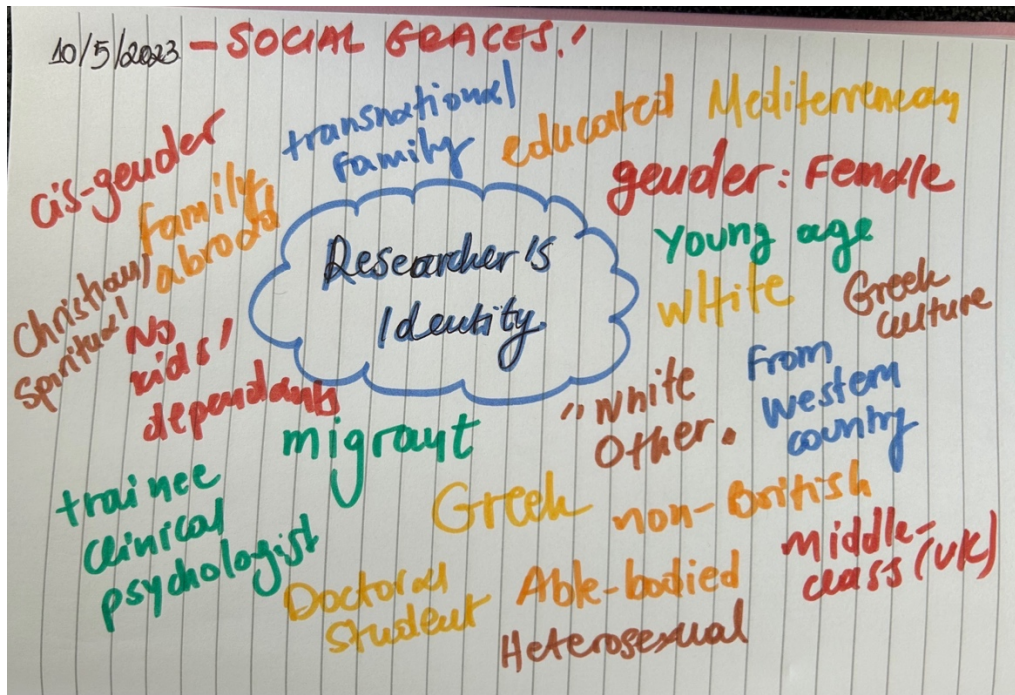 10/5/2023 - SOCIAL GRACES!
cis-gender
transnational
family
educated
Mediterrenean
family
abroad
gender: Female
Young age
Researcher's
Identity.
Christian/
Spiritual
No
kids/
dependants
white
Greek
culture
From
western
country
"White
Other.
migrant
trainee
clinical
psychologist
Greek
non-British
middle-
class (UK)
Doctoral
student
Able-bodied
Heterosexual